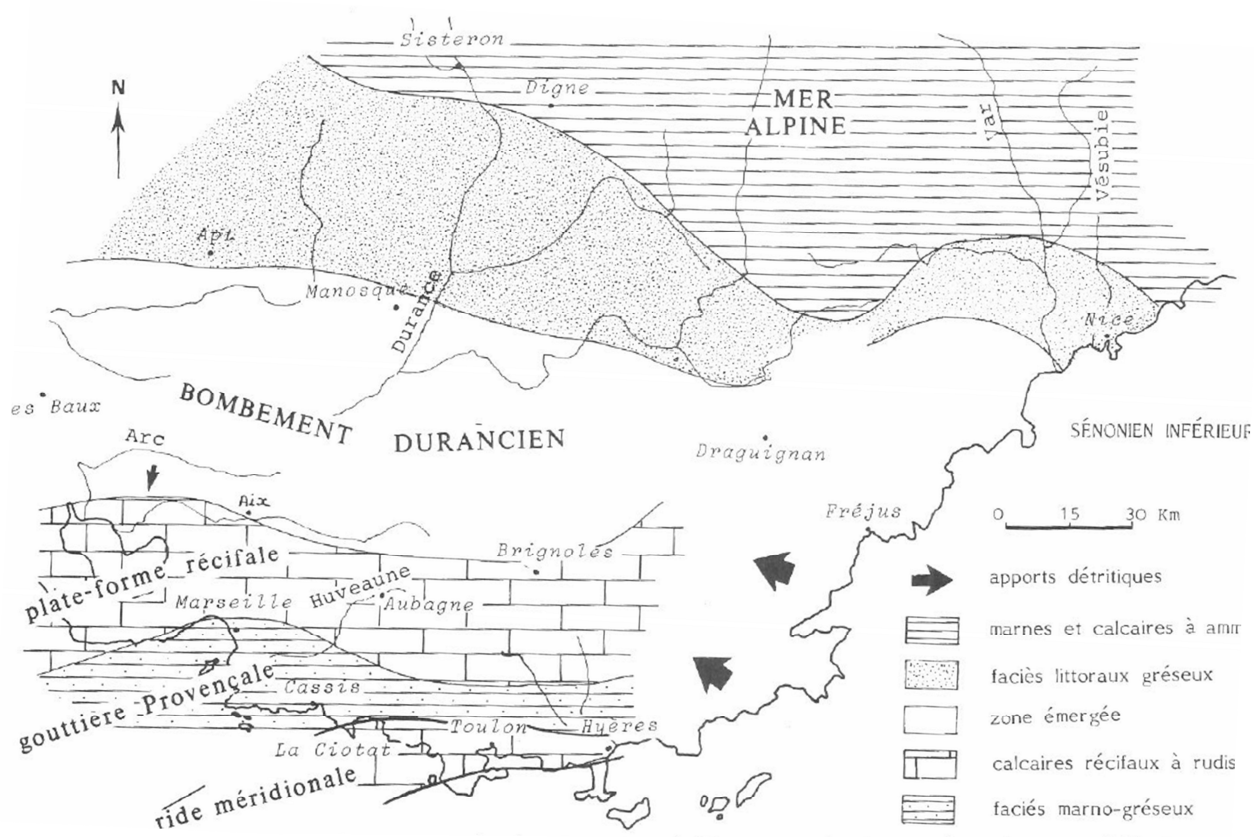 Sisteron
N
Digne
MER
ALPINE
Var
Vésubie
Apt
Manosque
Durance
Nice
es Baux
BOMBEMENT DURANCIEN
SÉNONIEN INFÉRIEUR
Arc
Draguignan
Aix
0 15 30 Km
Fréjus
Brignoles
plate-forme récifale
Huveaune
apports détritiques
Marseille
Aubagne
marnes et calcaires à amm
faciès littoraux gréseux
gouttière Provençale
Cassis
zone émergée
Toulon
Hyères
La Ciotat
calcaires récifaux à rudis
ride méridionale
faciés marno-gréseux